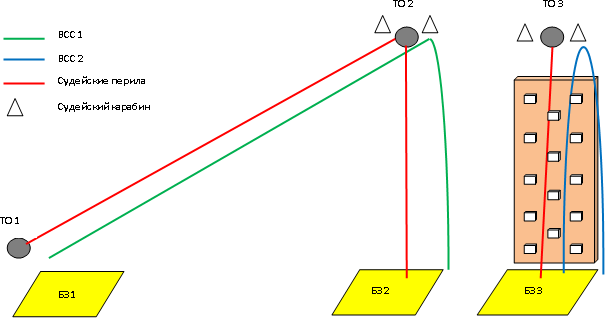 ТО 2
ТО 3
ВСС 1
ВСС 2
Судейские перила
Судейский карабин
ТО 1
БЗ1
БЗ2
БЗ3